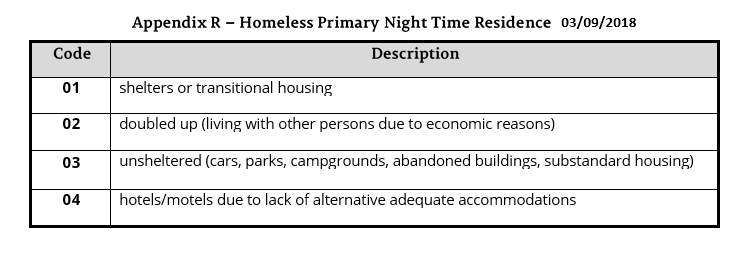 Appendix R – Homeless Primary Night Time Residence 03/09/2018
Code Description
01 shelters or transitional housing
02 doubled up (living with other persons due to economic reasons)
03 unsheltered (cars, parks, campgrounds, abandoned buildings, substandard housing)
04 hotels/motels due to lack of alternative adequate accommodations